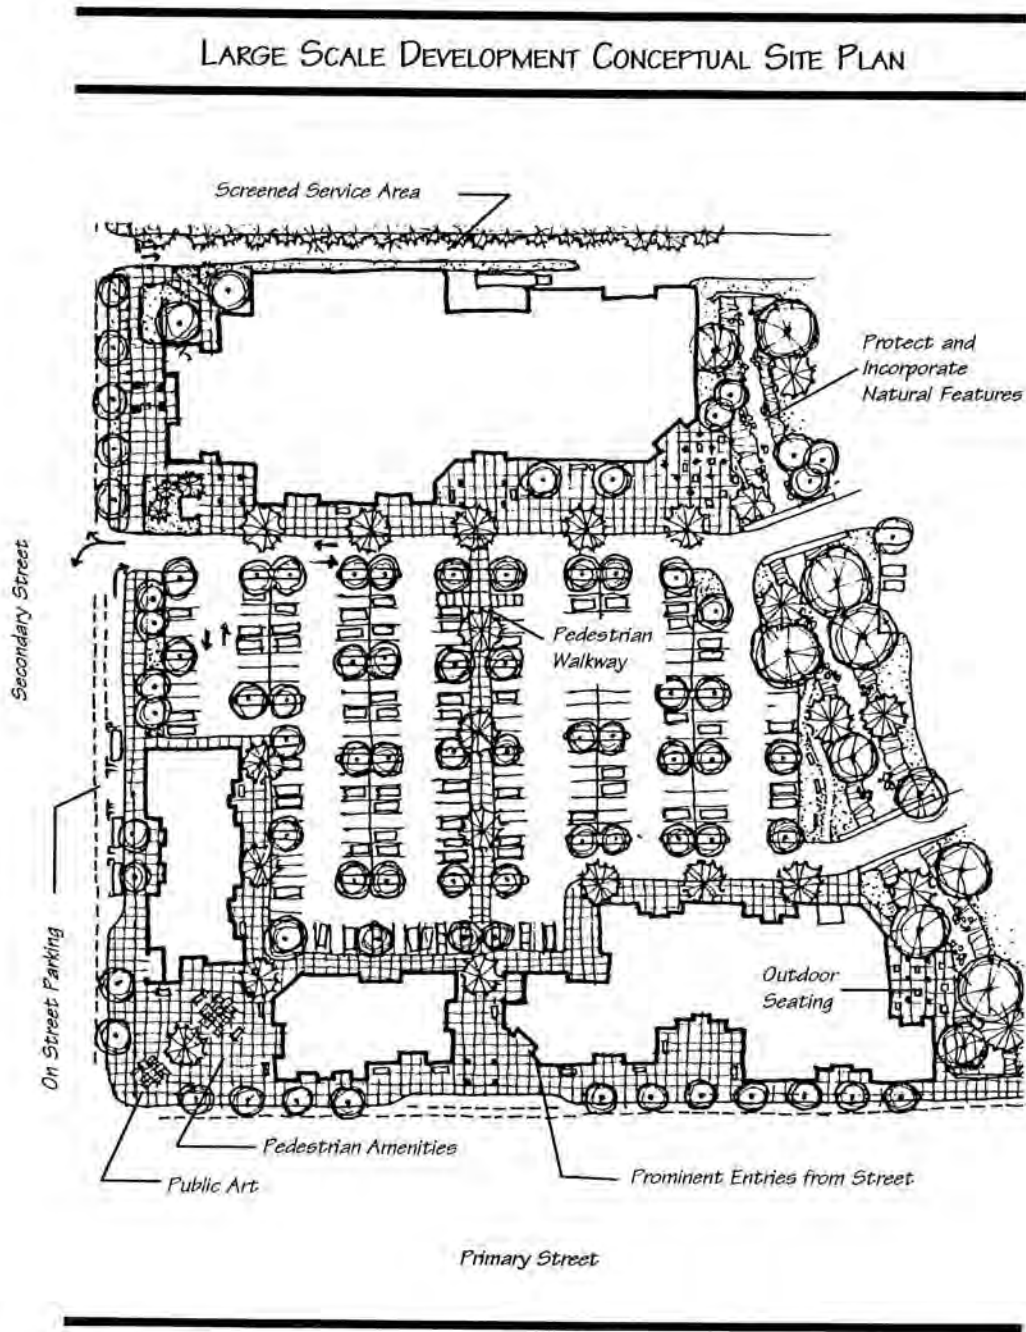 LARGE SCALE DEVELOPMENT CONCEPTUAL SITE PLAN
Screened Service Area
Protect and
Incorporate
Natural Features
Secondary Street
Pedestrian
Walkway
On Street Parking
Outdoor
Seating
Pedestrian Amenities
Public Art
Prominent Entries from Street
Primary Street